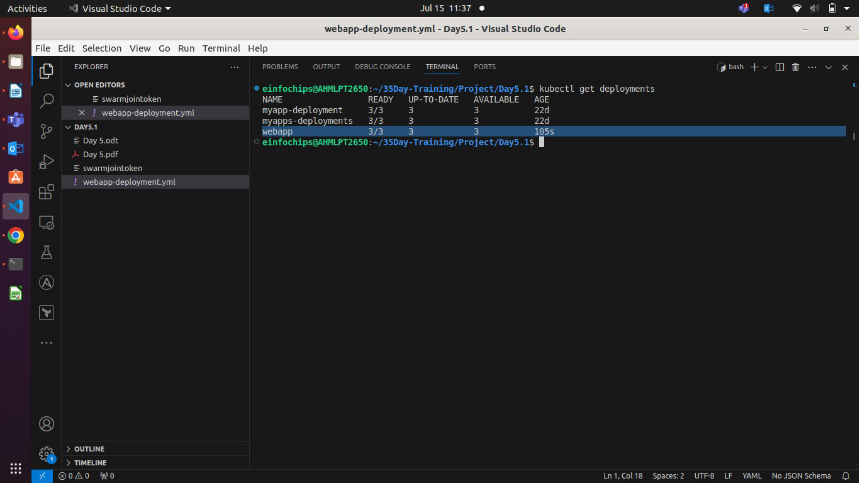 Activities
Visual Studio Code
Jul 15 11:37
webapp-deployment.yml - Day5.1 - Visual Studio Code
File Edit Selection View Go Run Terminal Help
EXPLORER
OPEN EDITORS
swarmjointoken
! webapp-deployment.yml
DAY5.1
Day 5.odt
Day 5.pdf
swarmjointoken
! webapp-deployment.yml
OUTLINE
TIMELINE
PROBLEMS OUTPUT DEBUG CONSOLE TERMINAL PORTS
bash
einfochips@AHMLPT2650:~/35Day-Training/Project/Day5.1$ kubectl get deployments
NAME READY UP-TO-DATE AVAILABLE AGE
myapp-deployment 3/3 3 3 22d
myapps-deployments 3/3 3 3 22d
webapp 3/3 3 3 105s
einfochips@AHMLPT2650:~/35Day-Training/Project/Day5.1$
1
0 0 0
Ln 1, Col 18 Spaces: 2 UTF-8 LF YAML No JSON Schema